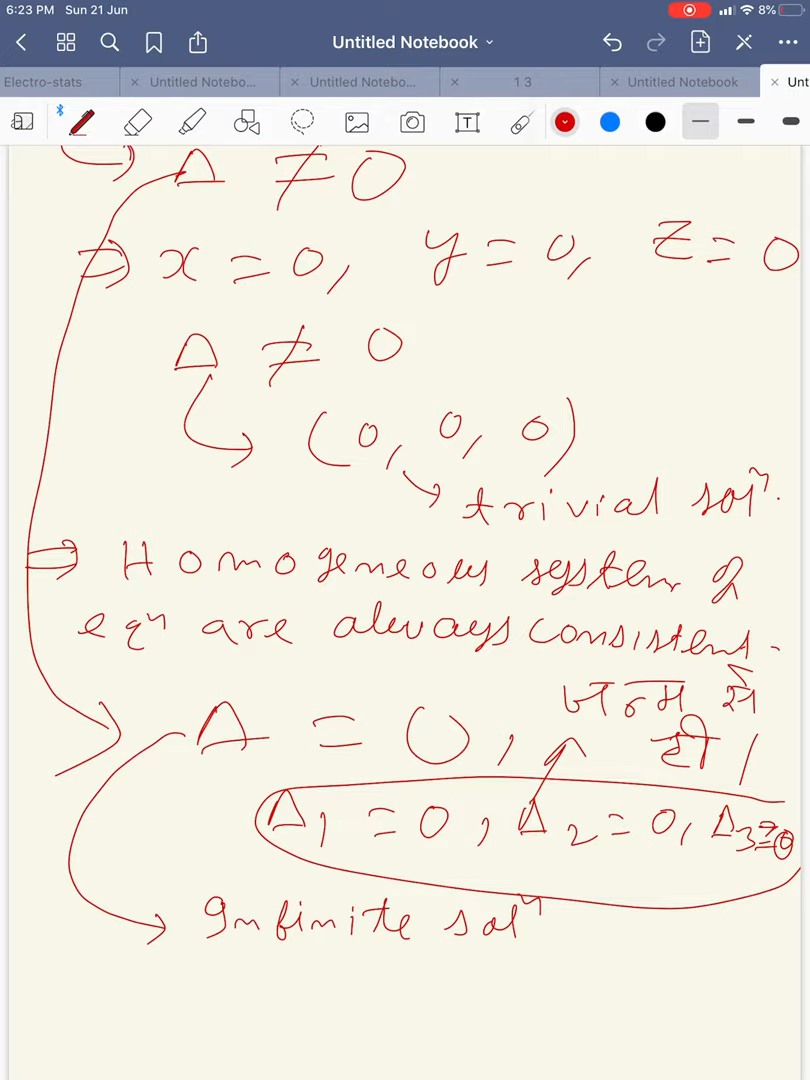 6:23 PM Sun 21 Jun 8%
Untitled Notebook
Electro-stats Untitled Notebo... Untitled Notebo... 1 3 Untitled Notebook Unt
Δ ≠ 0
⇒ x = 0, y = 0, z = 0
Δ ≠ 0
(0, 0, 0)
trivial solⁿ.
⇒ Homogeneous system of
eqⁿ are always consistent.
जन्म से
ही।
Δ = 0,
Δ1 = 0, Δ2 = 0, Δ3 = 0
Infinite solⁿ